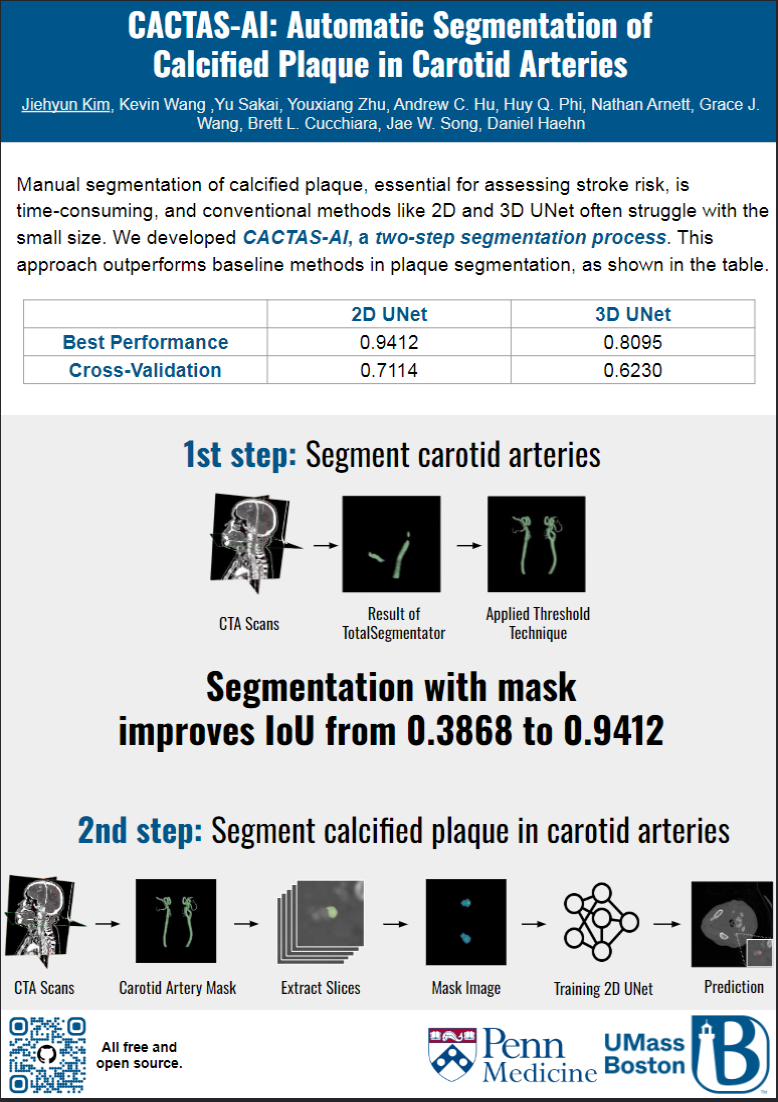 CACTAS-AI: Automatic Segmentation of
Calcified Plaque in Carotid Arteries
Jiehyun Kim, Kevin Wang ,Yu Sakai, Youxiang Zhu, Andrew C. Hu, Huy Q. Phi, Nathan Arnett, Grace J.
Wang, Brett L. Cucchiara, Jae W. Song, Daniel Haehn
Manual segmentation of calcified plaque, essential for assessing stroke risk, is
time-consuming, and conventional methods like 2D and 3D UNet often struggle with the
small size. We developed CACTAS-AI, a two-step segmentation process. This
approach outperforms baseline methods in plaque segmentation, as shown in the table.
2D UNet 3D UNet
Best Performance 0.9412 0.8095
Cross-Validation 0.7114 0.6230
1st step: Segment carotid arteries
CTA Scans
Result of
TotalSegmentator
Applied Threshold
Technique
Segmentation with mask
improves IoU from 0.3868 to 0.9412
2nd step: Segment calcified plaque in carotid arteries
CTA Scans
Carotid Artery Mask
Extract Slices
Mask Image
Training 2D UNet
Prediction
All free and
open source.
Penn
Medicine
UMass
Boston
B
TM